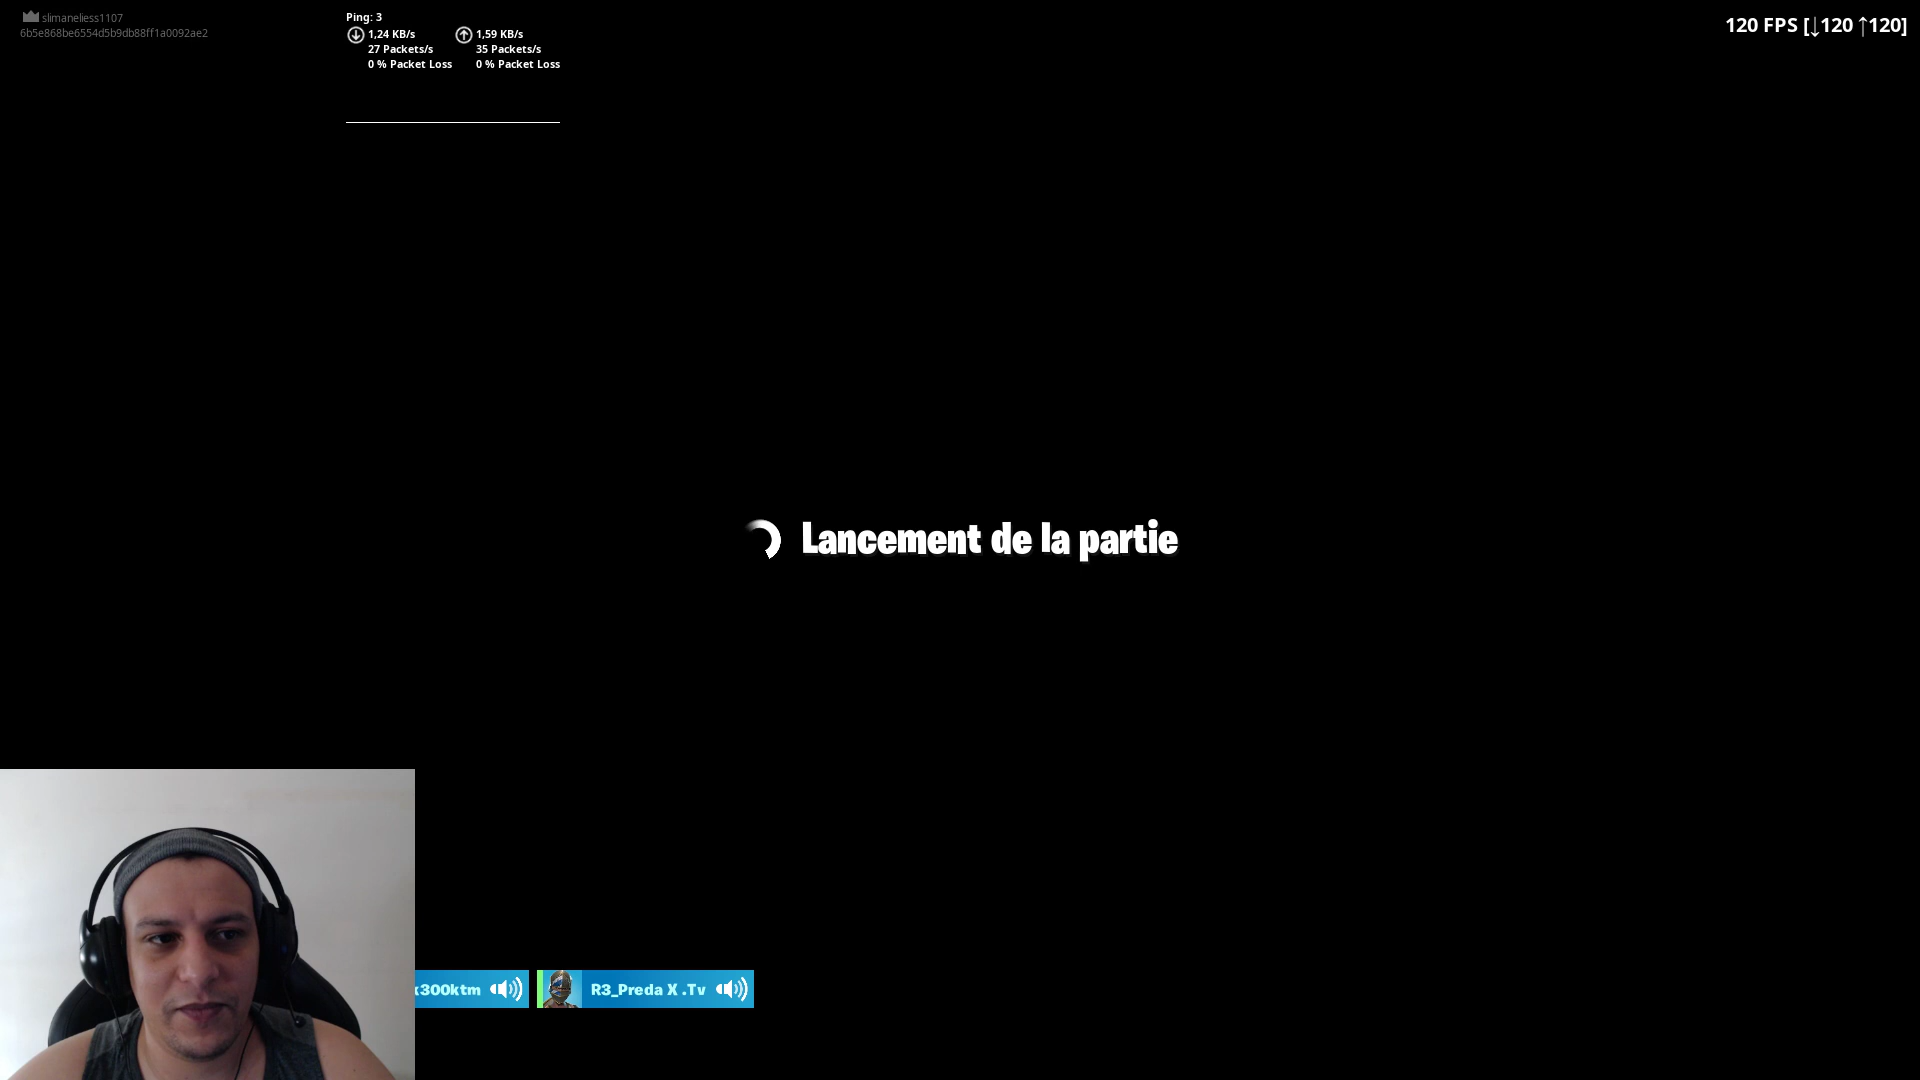 slimaneliess1107
6b5e868be6554d5b9db88ff1a0092ae2
Ping: 3
1,24 KB/s
27 Packets/s
0 % Packet Loss
1,59 KB/s
35 Packets/s
0 % Packet Loss
120 FPS [↓120 ↑120]
Lancement de la partie
300ktm
R3_Preda X .Tv